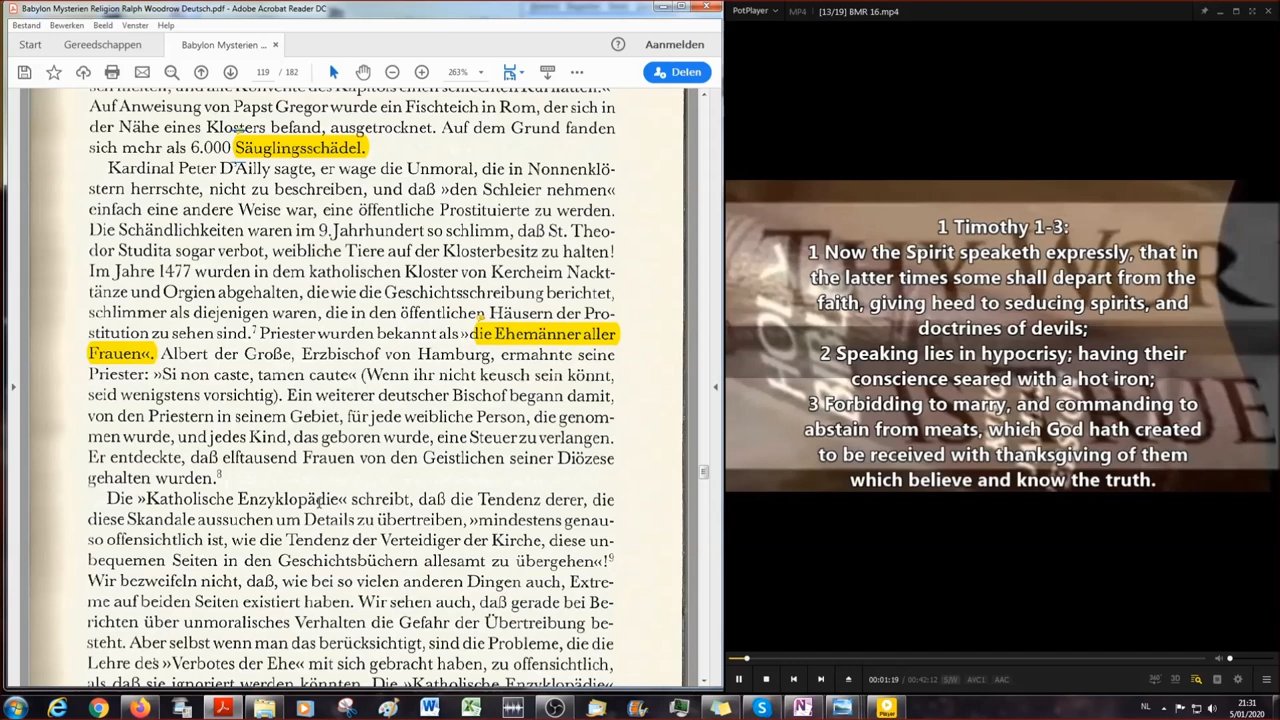 Babylon Mysterien Religion Ralph Woodrow Deutsch.pdf - Adobe Acrobat Reader DC
Bestand Bewerken Beeld Venster Help
Start Gereedschappen Babylon Mysterien ... × Aanmelden
119 / 182 263% Delen
Auf Anweisung von Papst Gregor wurde ein Fischteich in Rom, der sich in
der Nähe eines Klosters befand, ausgetrocknet. Auf dem Grund fanden
sich mehr als 6.000 Säuglingsschädel.
Kardinal Peter D'Ailly sagte, er wage die Unmoral, die in Nonnenklö-
stern herrschte, nicht zu beschreiben, und daß »den Schleier nehmen«
einfach eine andere Weise war, eine öffentliche Prostituierte zu werden.
Die Schändlichkeiten waren im 9. Jahrhundert so schlimm, daß St. Theo-
dor Studita sogar verbot, weibliche Tiere auf der Klosterbesitz zu halten!
Im Jahre 1477 wurden in dem katholischen Kloster von Kercheim Nackt-
tänze und Orgien abgehalten, die wie die Geschichtsschreibung berichtet,
schlimmer als diejenigen waren, die in den öffentlichen Häusern der Pro-
stitution zu sehen sind.7 Priester wurden bekannt als »die Ehemänner aller
Frauen«. Albert der Große, Erzbischof von Hamburg, ermahnte seine
Priester: »Si non caste, tamen caute« (Wenn ihr nicht keusch sein könnt,
seid wenigstens vorsichtig). Ein weiterer deutscher Bischof begann damit,
von den Priestern in seinem Gebiet, für jede weibliche Person, die genom-
men wurde, und jedes Kind, das geboren wurde, eine Steuer zu verlangen.
Er entdeckte, daß elftausend Frauen von den Geistlichen seiner Diözese
gehalten wurden.8
Die »Katholische Enzyklopädie« schreibt, daß die Tendenz derer, die
diese Skandale aussuchen um Details zu übertreiben, »mindestens genau-
so offensichtlich ist, wie die Tendenz der Verteidiger der Kirche, diese un-
bequemen Seiten in den Geschichtsbüchern allesamt zu übergehen«!9
Wir bezweifeln nicht, daß, wie bei so vielen anderen Dingen auch, Extre-
me auf beiden Seiten existiert haben. Wir sehen auch, daß gerade bei Be-
richten über unmoralisches Verhalten die Gefahr der Übertreibung be-
steht. Aber selbst wenn man das berücksichtigt, sind die Probleme, die die
Lehre des »Verbotes der Ehe« mit sich gebracht haben, zu offensichtlich,
als daß sie ignoriert werden könnten. Die »Katholische Enzyklopädie«
PotPlayer MP4 [13/19] BMR 16.mp4
1 Timothy 1-3:
1 Now the Spirit speaketh expressly, that in
the latter times some shall depart from the
faith, giving heed to seducing spirits, and
doctrines of devils;
2 Speaking lies in hypocrisy; having their
conscience seared with a hot iron;
3 Forbidding to marry, and commanding to
abstain from meats, which God hath created
to be received with thanksgiving of them
which believe and know the truth.
HOLY
00:01:19 / 00:42:12 S/W AVC1 AAC
NL 21:31
5/01/2020